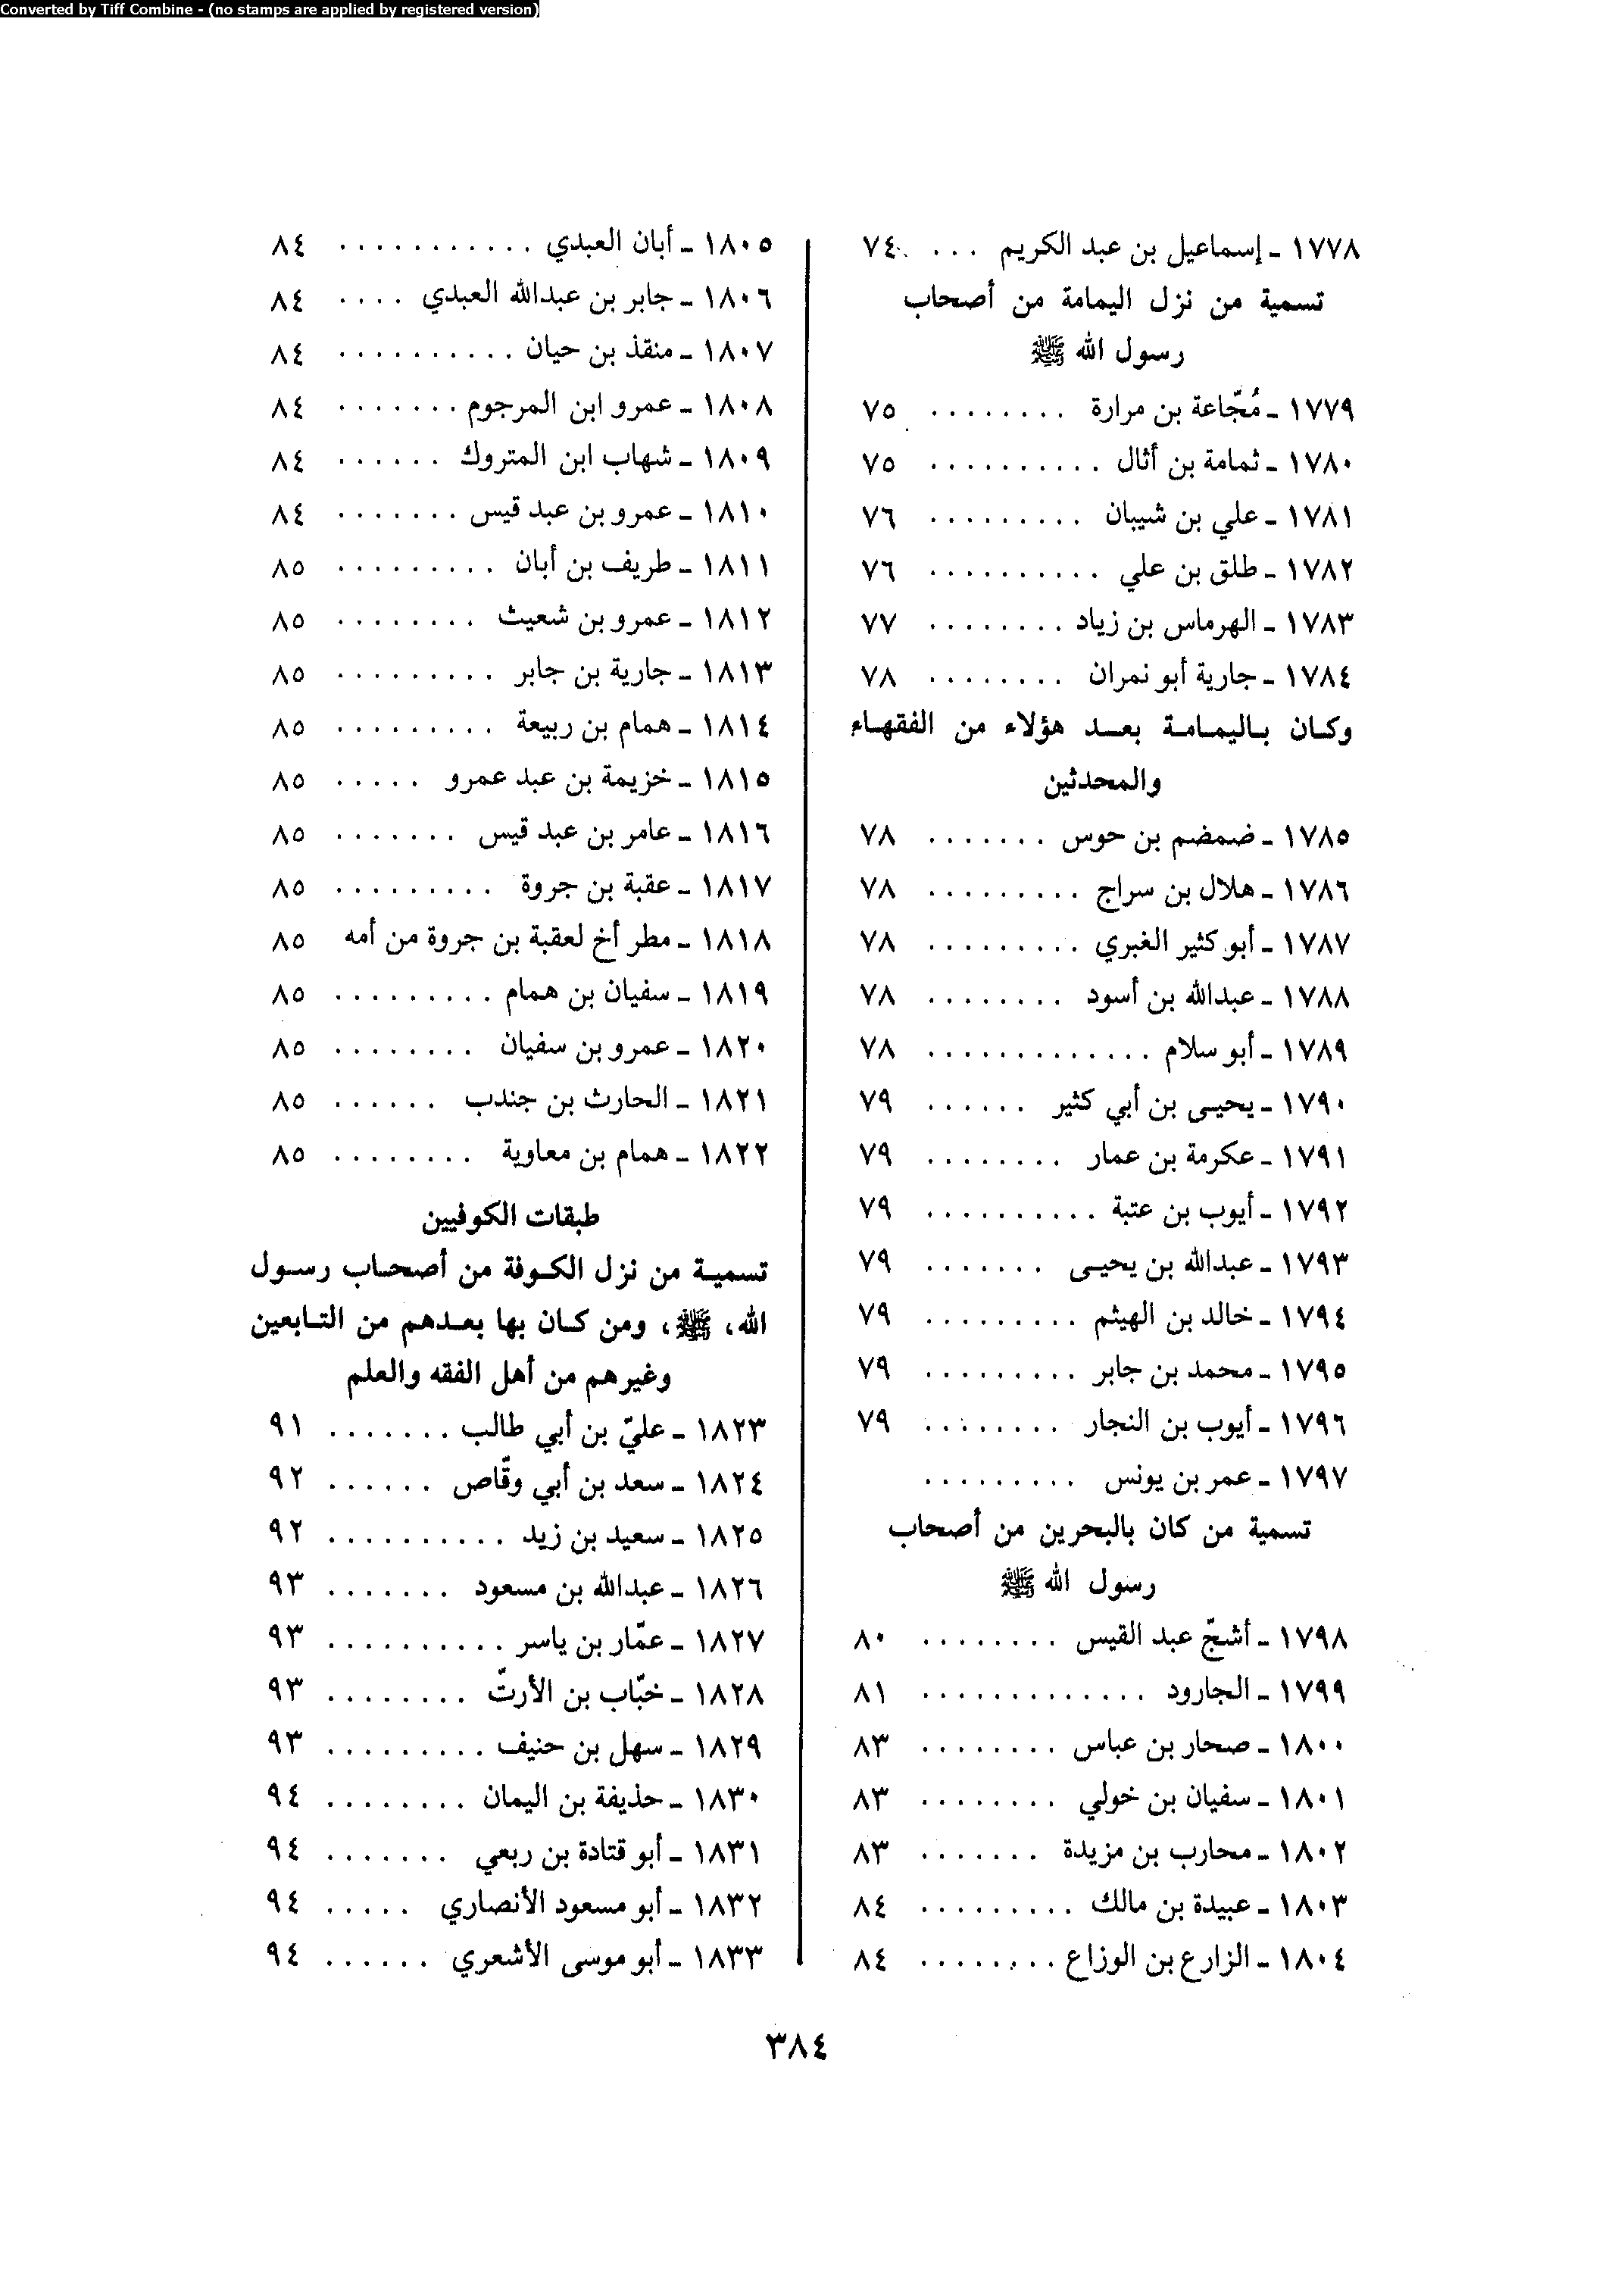 Converted by Tiff Combine - (no stamps are applied by registered version)
١٧٧٨ - إسماعيل بن عبد الكريم . . . ٧٤
تسمية من نزل اليمامة من أصحاب
رسول الله ﷺ
١٧٧٩ - مُجّاعة بن مرارة . . . . . . . . ٧٥
١٧٨٠ - ثمامة بن أثال . . . . . . . . . . ٧٥
١٧٨١ - علي بن شيبان . . . . . . . . . ٧٦
١٧٨٢ - طلق بن علي . . . . . . . . . . ٧٦
١٧٨٣ - الهرماس بن زياد . . . . . . . . ٧٧
١٧٨٤ - جارية أبو نمران . . . . . . . . ٧٨
وكان باليمامة بعد هؤلاء من الفقهاء
والمحدثين
١٧٨٥ - ضمضم بن حوس . . . . . . . ٧٨
١٧٨٦ - هلال بن سراج . . . . . . . . . ٧٨
١٧٨٧ - أبو كثير الغبري . . . . . . . . . ٧٨
١٧٨٨ - عبدالله بن أسود . . . . . . . . ٧٨
١٧٨٩ - أبو سلام . . . . . . . . . . . . . ٧٨
١٧٩٠ - يحيى بن أبي كثير . . . . . . ٧٩
١٧٩١ - عكرمة بن عمار . . . . . . . . ٧٩
١٧٩٢ - أيوب بن عتبة . . . . . . . . . . ٧٩
١٧٩٣ - عبدالله بن يحيى . . . . . . . ٧٩
١٧٩٤ - خالد بن الهيثم . . . . . . . . . ٧٩
١٧٩٥ - محمد بن جابر . . . . . . . . . ٧٩
١٧٩٦ - أيوب بن النجار . . . . . . . . ٧٩
١٧٩٧ - عمر بن يونس . . . . . . . . .
تسمية من كان بالبحرين من أصحاب
رسول الله ﷺ
١٧٩٨ - أشجّ عبد القيس . . . . . . . . ٨٠
١٧٩٩ - الجارود . . . . . . . . . . . . . ٨١
١٨٠٠ - صحار بن عباس . . . . . . . . ٨٣
١٨٠١ - سفيان بن خولي . . . . . . . . ٨٣
١٨٠٢ - محارب بن مزيدة . . . . . . . ٨٣
١٨٠٣ - عبيدة بن مالك . . . . . . . . . ٨٤
١٨٠٤ - الزارع بن الوزاع . . . . . . . . ٨٤
١٨٠٥ - أبان العبدي . . . . . . . . . . . ٨٤
١٨٠٦ - جابر بن عبدالله العبدي . . . . ٨٤
١٨٠٧ - منقذ بن حيان . . . . . . . . . . ٨٤
١٨٠٨ - عمرو ابن المرجوم . . . . . . . ٨٤
١٨٠٩ - شهاب ابن المتروك . . . . . . ٨٤
١٨١٠ - عمرو بن عبد قيس . . . . . . . ٨٤
١٨١١ - طريف بن أبان . . . . . . . . . ٨٥
١٨١٢ - عمرو بن شعيث . . . . . . . . ٨٥
١٨١٣ - جارية بن جابر . . . . . . . . . ٨٥
١٨١٤ - همام بن ربيعة . . . . . . . . . ٨٥
١٨١٥ - خزيمة بن عبد عمرو . . . . . ٨٥
١٨١٦ - عامر بن عبد قيس . . . . . . . ٨٥
١٨١٧ - عقبة بن جروة . . . . . . . . . ٨٥
١٨١٨ - مطر أخ لعقبة بن جروة من أمه ٨٥
١٨١٩ - سفيان بن همام . . . . . . . . . ٨٥
١٨٢٠ - عمرو بن سفيان . . . . . . . . ٨٥
١٨٢١ - الحارث بن جندب . . . . . . ٨٥
١٨٢٢ - همام بن معاوية . . . . . . . . ٨٥
طبقات الكوفيين
تسمية من نزل الكوفة من أصحاب رسول
الله، ﷺ، ومن كان بها بعدهم من التابعين
وغيرهم من أهل الفقه والعلم
١٨٢٣ - عليّ بن أبي طالب . . . . . . . ٩١
١٨٢٤ - سعد بن أبي وقّاص . . . . . . ٩٢
١٨٢٥ - سعيد بن زيد . . . . . . . . . . ٩٢
١٨٢٦ - عبدالله بن مسعود . . . . . . . ٩٣
١٨٢٧ - عمّار بن ياسر . . . . . . . . . . ٩٣
١٨٢٨ - خبّاب بن الأرتّ . . . . . . . . ٩٣
١٨٢٩ - سهل بن حنيف . . . . . . . . . ٩٣
١٨٣٠ - حذيفة بن اليمان . . . . . . . . ٩٤
١٨٣١ - أبو قتادة بن ربعي . . . . . . . ٩٤
١٨٣٢ - أبو مسعود الأنصاري . . . . . ٩٤
١٨٣٣ - أبو موسى الأشعري . . . . . . ٩٤
٣٨٤